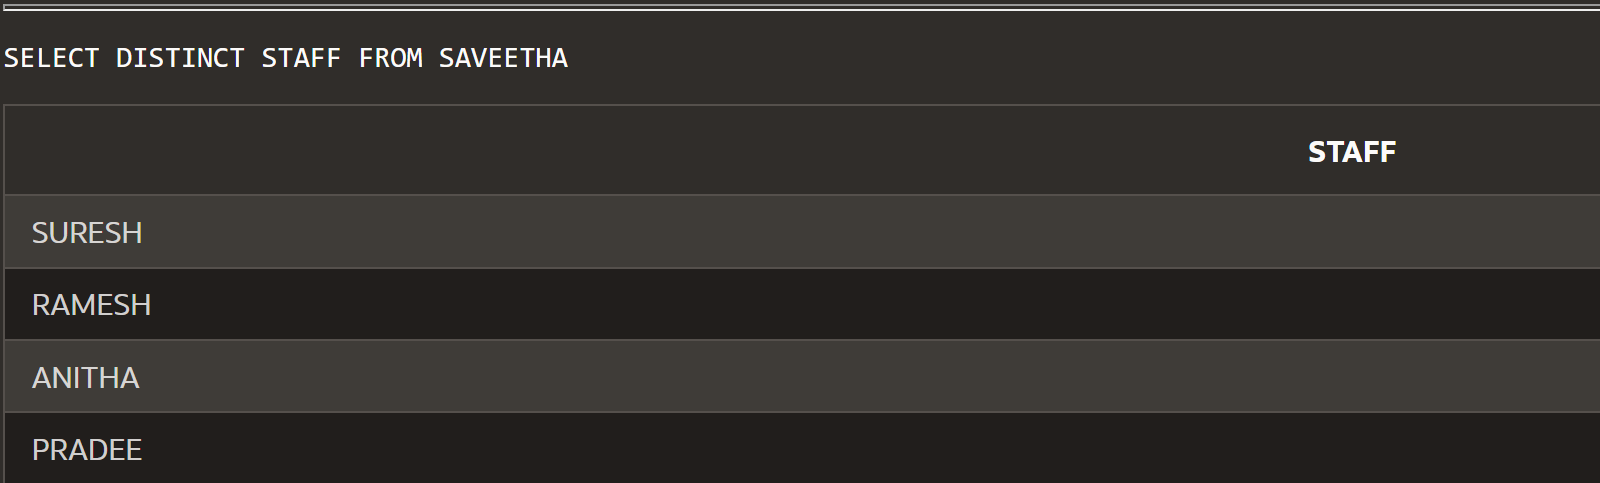 SELECT DISTINCT STAFF FROM SAVEETHA
STAFF
SURESH
RAMESH
ANITHA
PRADEE